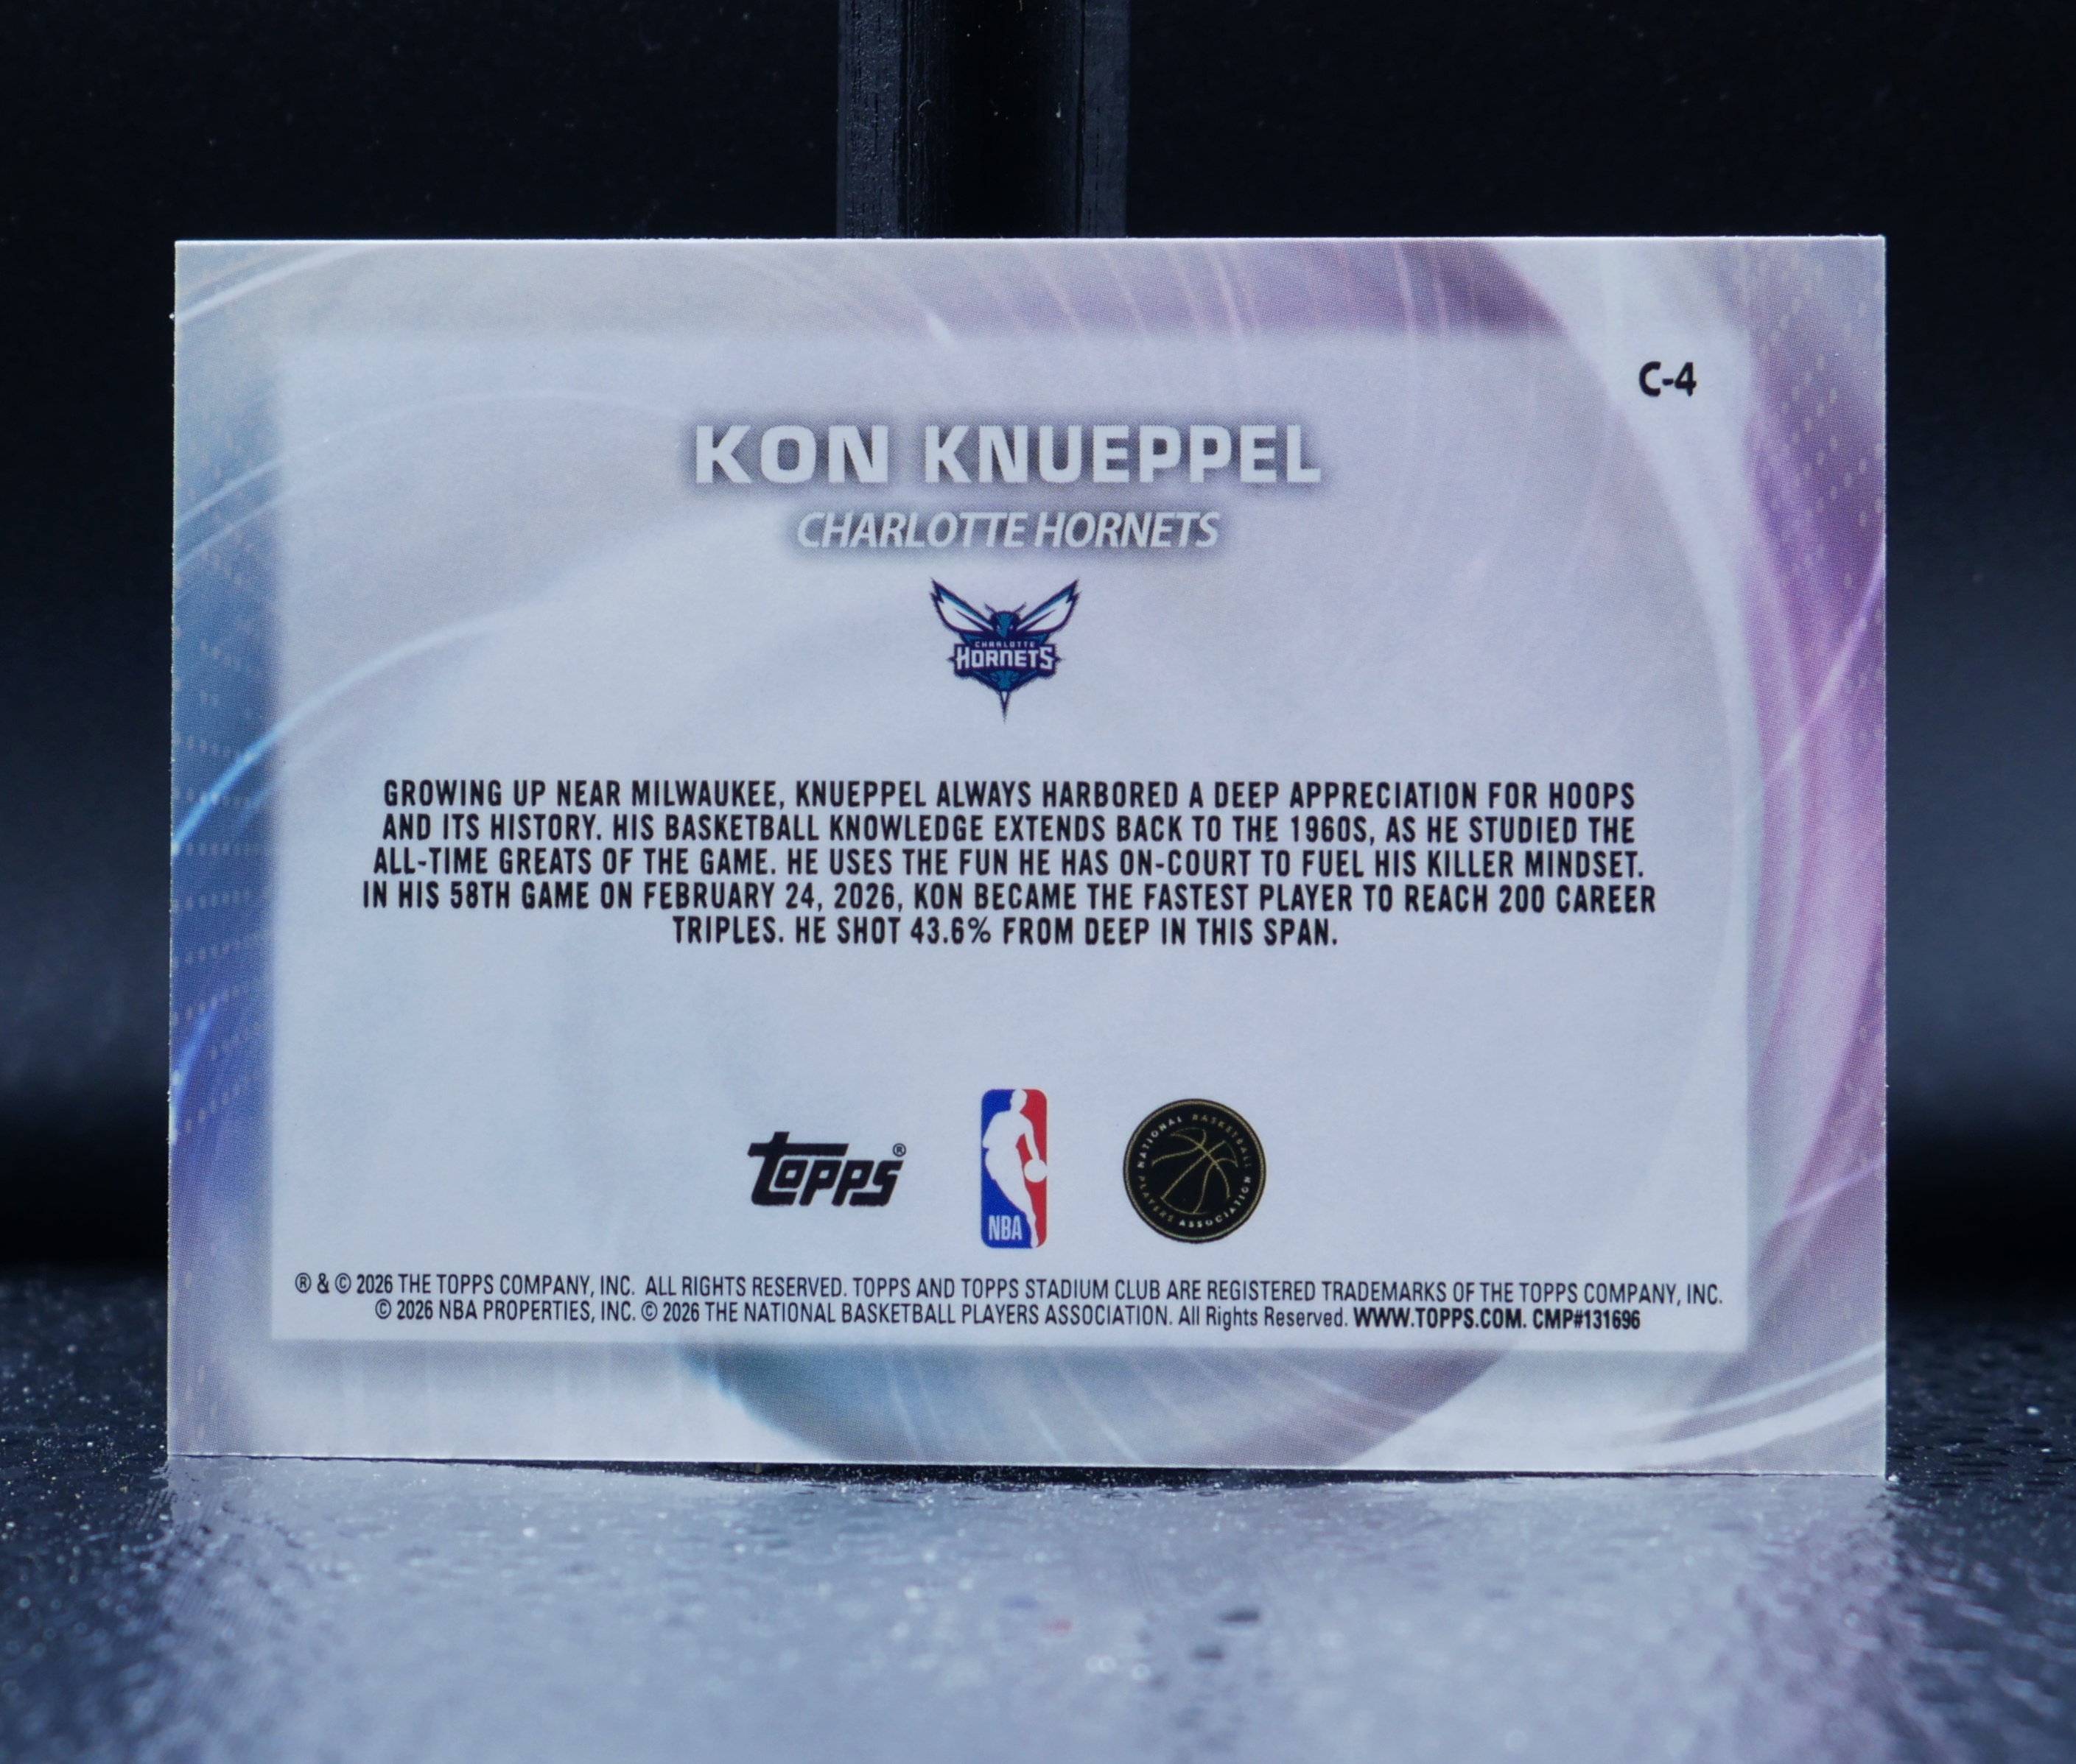 C-4
KON KNUEPPEL
CHARLOTTE HORNETS
CHARLOTTE
HORNETS
GROWING UP NEAR MILWAUKEE, KNUEPPEL ALWAYS HARBORED A DEEP APPRECIATION FOR HOOPS
AND ITS HISTORY. HIS BASKETBALL KNOWLEDGE EXTENDS BACK TO THE 1960S, AS HE STUDIED THE
ALL-TIME GREATS OF THE GAME. HE USES THE FUN HE HAS ON-COURT TO FUEL HIS KILLER MINDSET.
IN HIS 58TH GAME ON FEBRUARY 24, 2026, KON BECAME THE FASTEST PLAYER TO REACH 200 CAREER
TRIPLES. HE SHOT 43.6% FROM DEEP IN THIS SPAN.
topps®
NBA
NATIONAL BASKETBALL PLAYERS ASSOCIATION
® & © 2026 THE TOPPS COMPANY, INC. ALL RIGHTS RESERVED. TOPPS AND TOPPS STADIUM CLUB ARE REGISTERED TRADEMARKS OF THE TOPPS COMPANY, INC.
© 2026 NBA PROPERTIES, INC. © 2026 THE NATIONAL BASKETBALL PLAYERS ASSOCIATION. All Rights Reserved. WWW.TOPPS.COM. CMP#131696